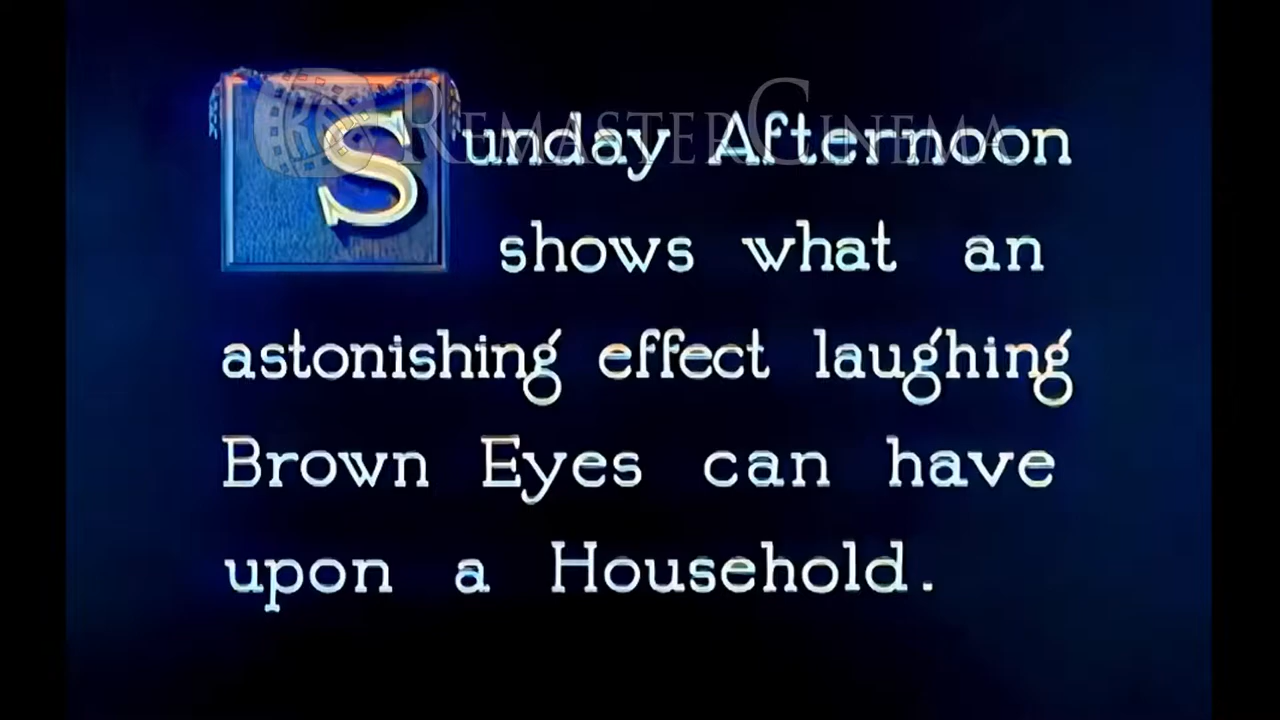 REMASTERCINEMA
Sunday Afternoon
shows what an
astonishing effect laughing
Brown Eyes can have
upon a Household.